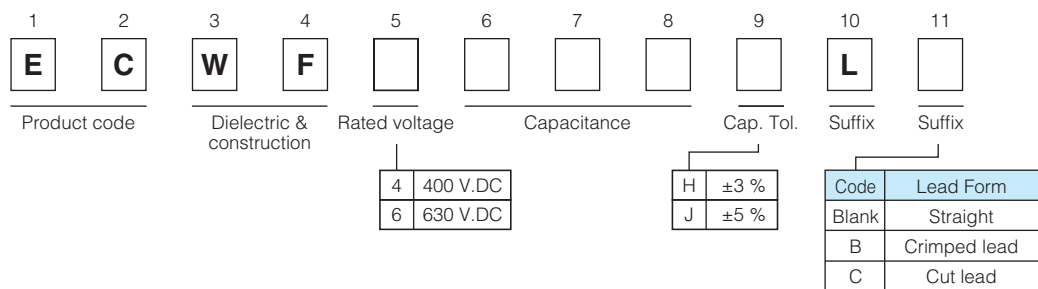 1 2 3 4 5 6 7 8 9 10 11
E C W F L
Product code Dielectric & Rated voltage Capacitance Cap. Tol. Suffix Suffix
construction
4 400 V.DC
6 630 V.DC
H ±3 %
J ±5 %
Code Lead Form
Blank Straight
B Crimped lead
C Cut lead